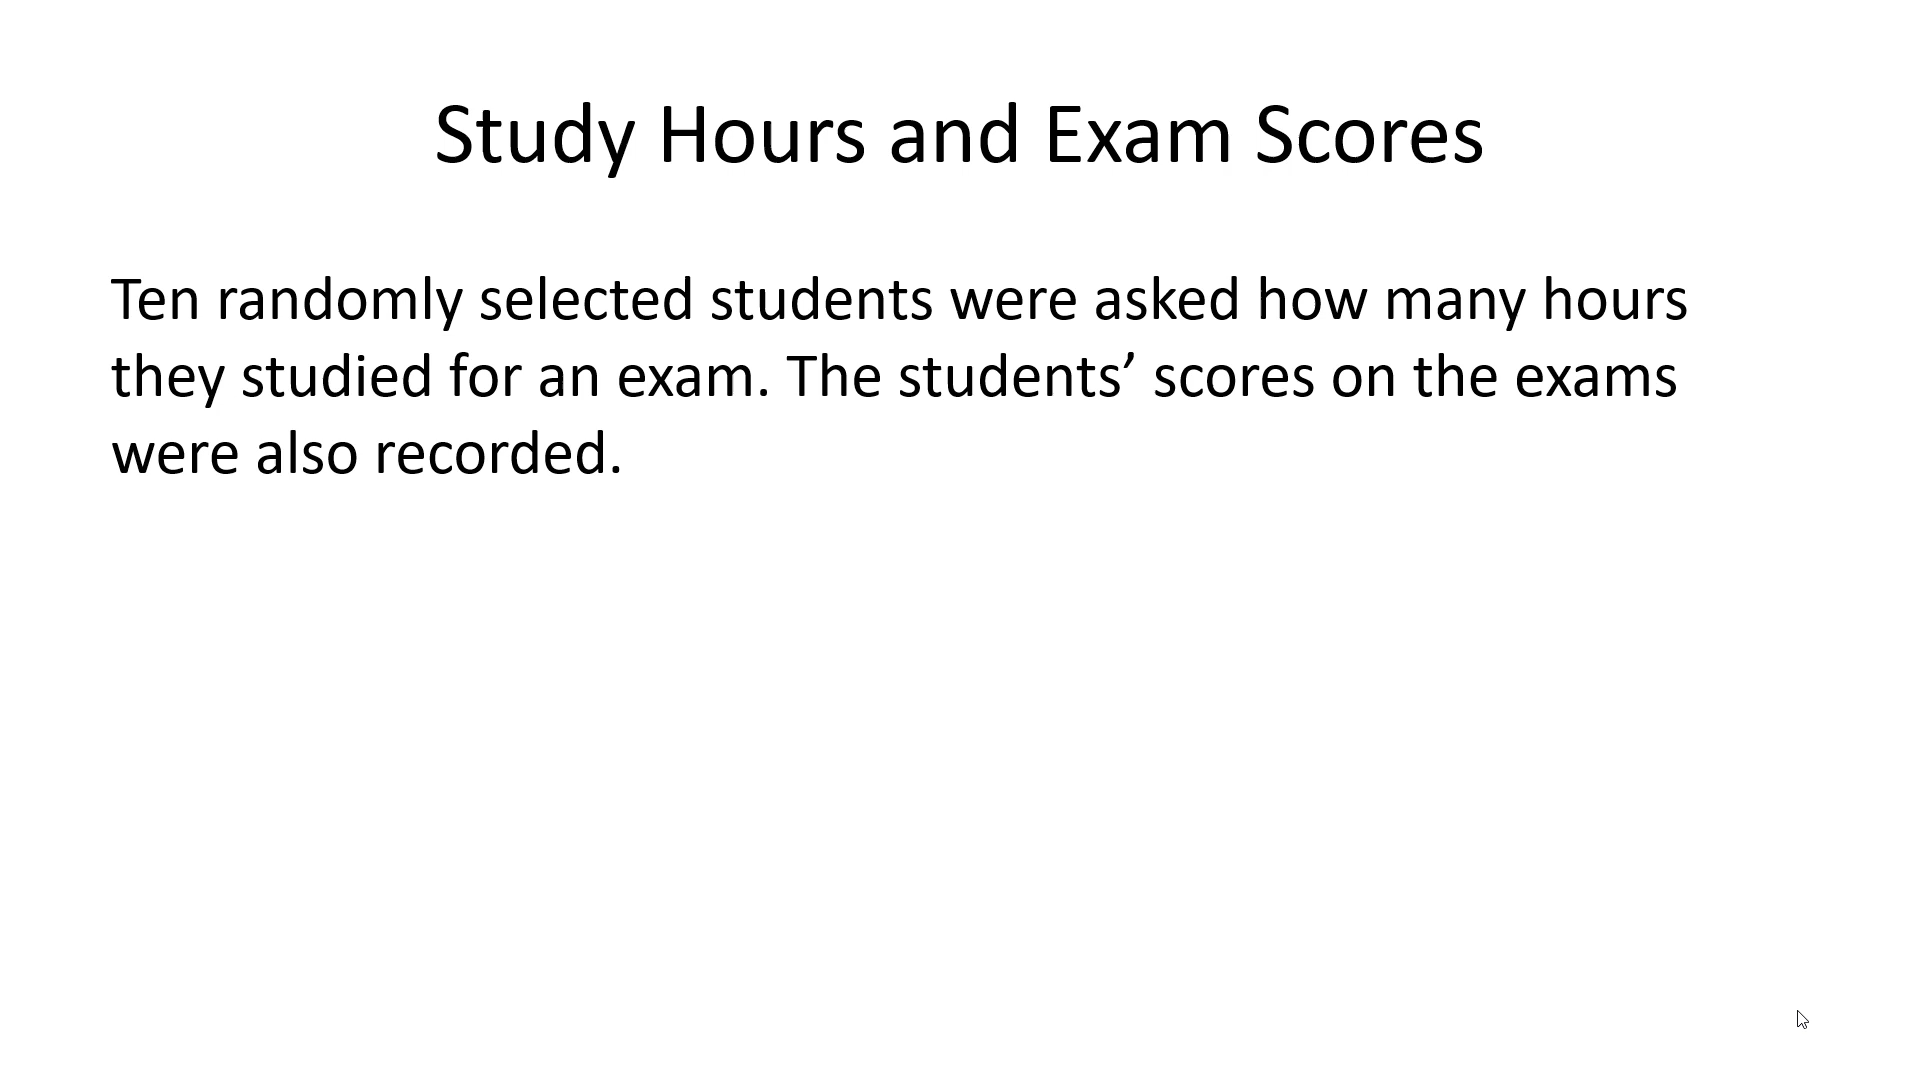 Study Hours and Exam Scores
Ten randomly selected students were asked how many hours
they studied for an exam. The students’ scores on the exams
were also recorded.